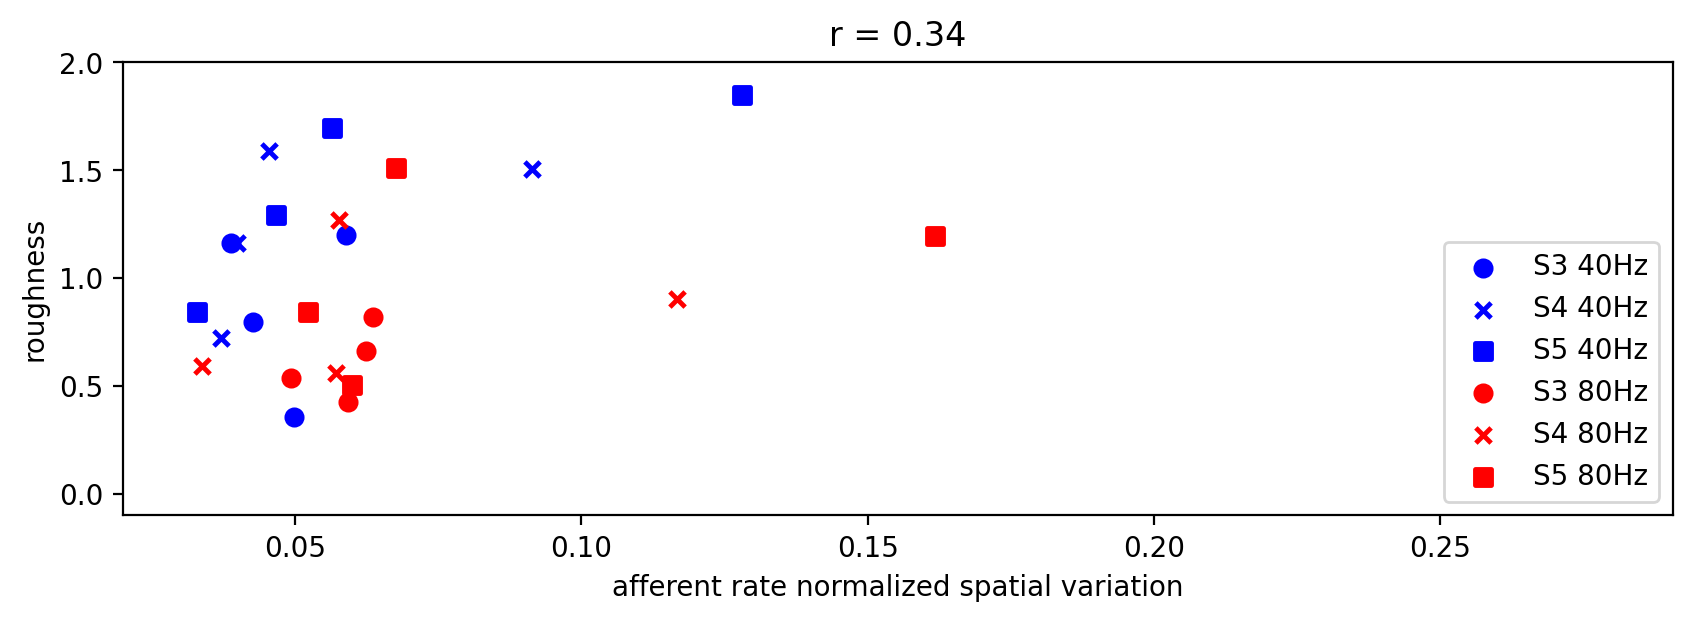 r = 0.34
roughness
2.0
1.5
1.0
0.5
0.0
S3 40Hz
S4 40Hz
S5 40Hz
S3 80Hz
S4 80Hz
S5 80Hz
0.05 0.10 0.15 0.20 0.25
afferent rate normalized spatial variation